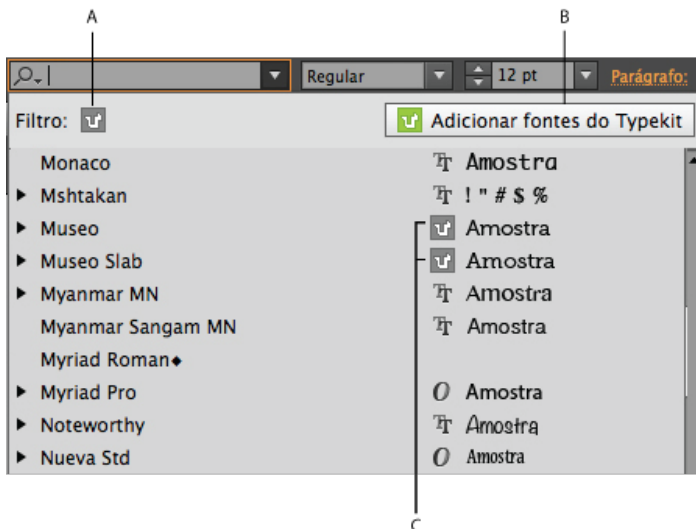 A B
Regular 12 pt Parágrafo:
Filtro: Adicionar fontes do Typekit
Monaco Amostra
Mshtakan ! " # $ %
Museo Amostra
Museo Slab Amostra
Myanmar MN Amostra
Myanmar Sangam MN Amostra
Myriad Roman
Myriad Pro O Amostra
Noteworthy Amostra
Nueva Std O Amostra
C